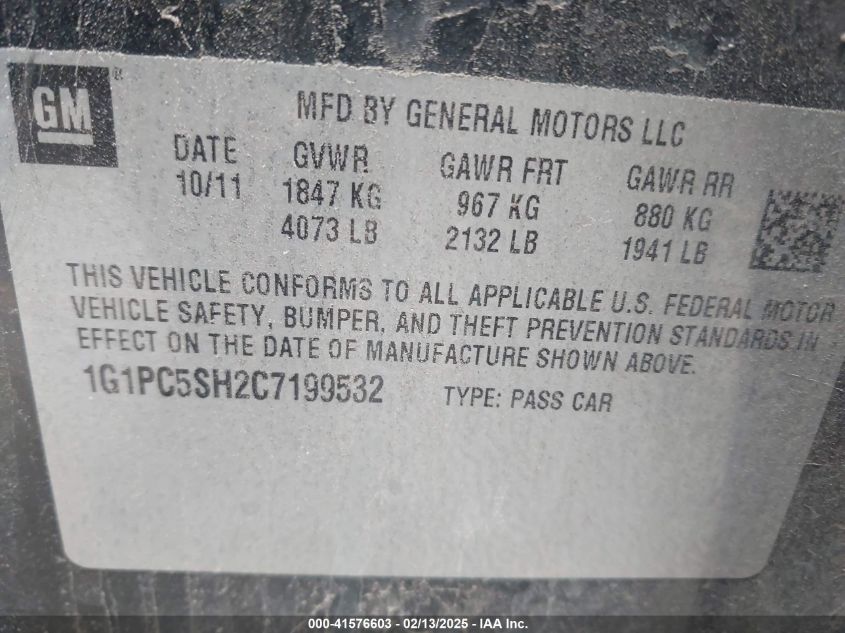 GM®
MFD BY GENERAL MOTORS LLC
DATE GVWR GAWR FRT GAWR RR
10/11 1847 KG 967 KG 880 KG
4073 LB 2132 LB 1941 LB
THIS VEHICLE CONFORMS TO ALL APPLICABLE U.S. FEDERAL MOTOR
VEHICLE SAFETY, BUMPER, AND THEFT PREVENTION STANDARDS IN
EFFECT ON THE DATE OF MANUFACTURE SHOWN ABOVE.
1G1PC5SH2C7199532 TYPE: PASS CAR
000-41576603 - 02/13/2025 - IAA Inc.